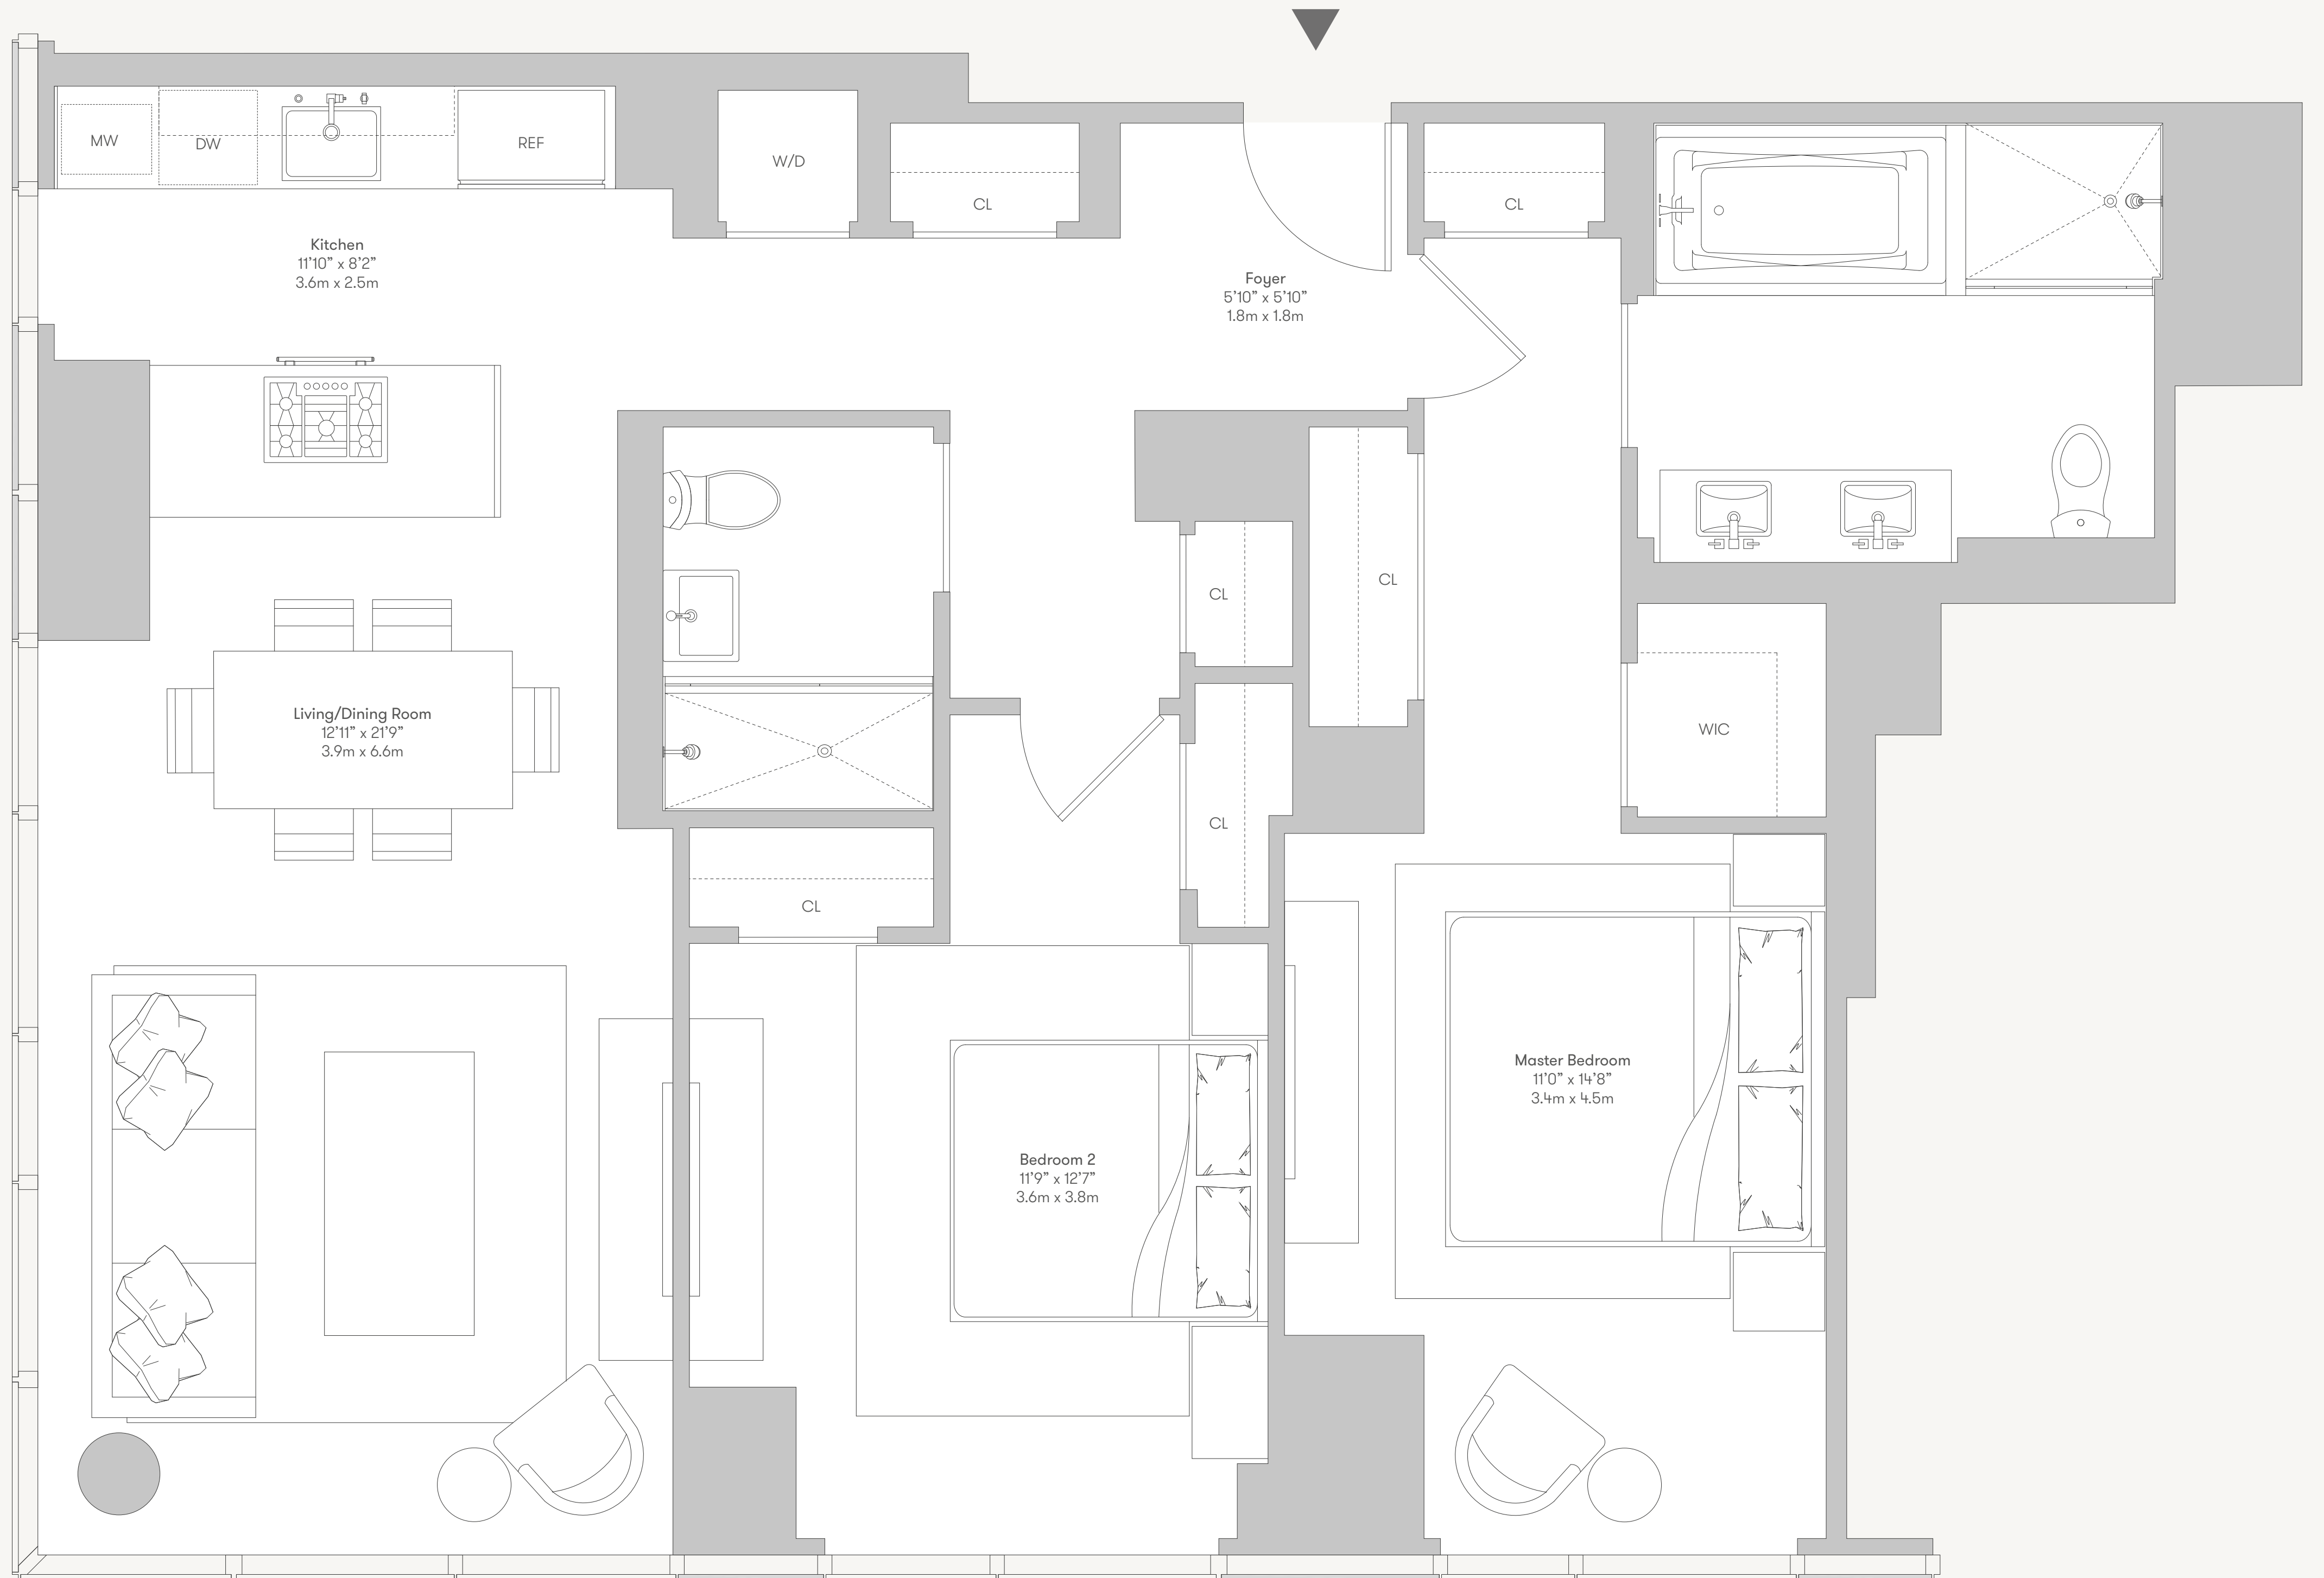 MW
DW
REF
W/D
CL
CL
Kitchen
11’10” x 8’2”
3.6m x 2.5m
Foyer
5’10” x 5’10”
1.8m x 1.8m
CL
CL
Living/Dining Room
12’11” x 21’9”
3.9m x 6.6m
WIC
CL
CL
Master Bedroom
11’0” x 14’8”
3.4m x 4.5m
Bedroom 2
11’9” x 12’7”
3.6m x 3.8m